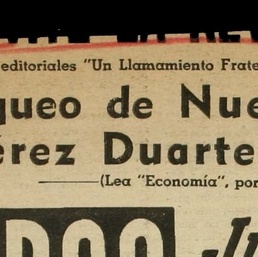 editoriales "Un Llamamiento Frate
queo de Nue
érez Duarte
(Lea "Economía", por